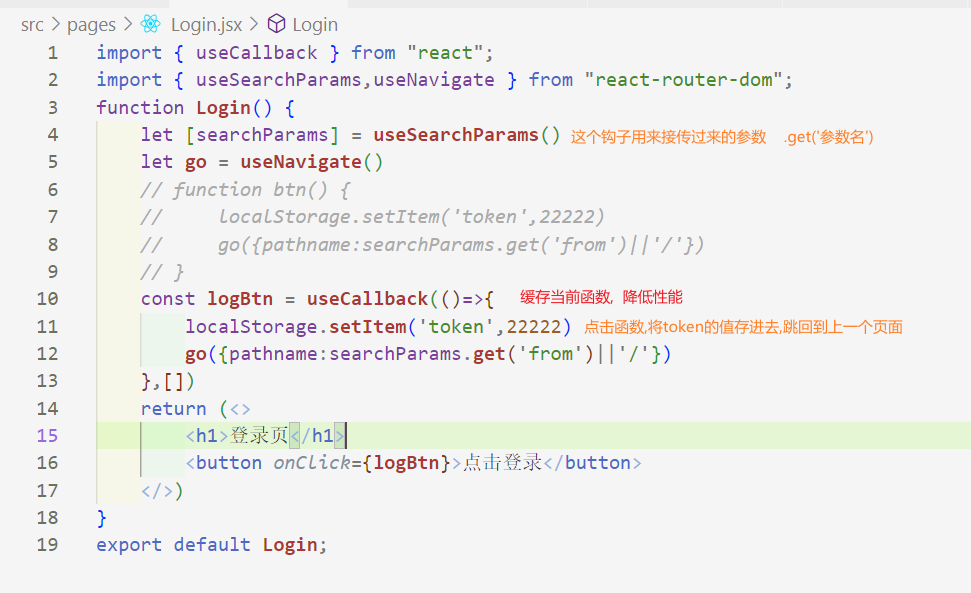 src > pages > Login.jsx > Login
1 import { useCallback } from "react";
2 import { useSearchParams,useNavigate } from "react-router-dom";
3 function Login() {
4     let [searchParams] = useSearchParams() 这个钩子用来接传过来的参数 .get('参数名')
5     let go = useNavigate()
6     // function btn() {
7     //     localStorage.setItem('token',22222)
8     //     go({pathname:searchParams.get('from')||'/'})
9     // }
10     const logBtn = useCallback(()=>{ 缓存当前函数, 降低性能
11         localStorage.setItem('token',22222) 点击函数,将token的值存进去,跳回到上一个页面
12         go({pathname:searchParams.get('from')||'/'})
13     },[])
14     return (<>
15         <h1>登录页</h1>
16         <button onClick={logBtn}>点击登录</button>
17     </>)
18 }
19 export default Login;